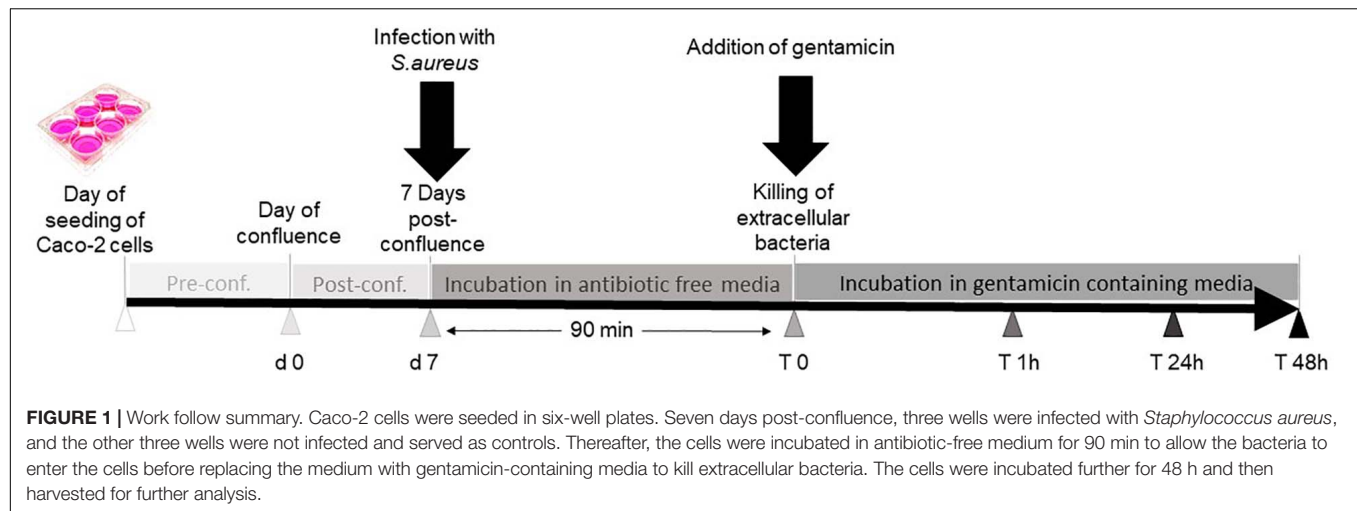 Infection with
S.aureus
Addition of gentamicin
Day of
seeding of
Caco-2 cells
Day of
confluence
7 Days
post-
confluence
Killing of
extracellular
bacteria
Pre-conf.
Post-conf.
Incubation in antibiotic free media
Incubation in gentamicin containing media
90 min
d 0
d 7
T 0
T 1h
T 24h
T 48h
FIGURE 1 | Work follow summary. Caco-2 cells were seeded in six-well plates. Seven days post-confluence, three wells were infected with Staphylococcus aureus,
and the other three wells were not infected and served as controls. Thereafter, the cells were incubated in antibiotic-free medium for 90 min to allow the bacteria to
enter the cells before replacing the medium with gentamicin-containing media to kill extracellular bacteria. The cells were incubated further for 48 h and then
harvested for further analysis.